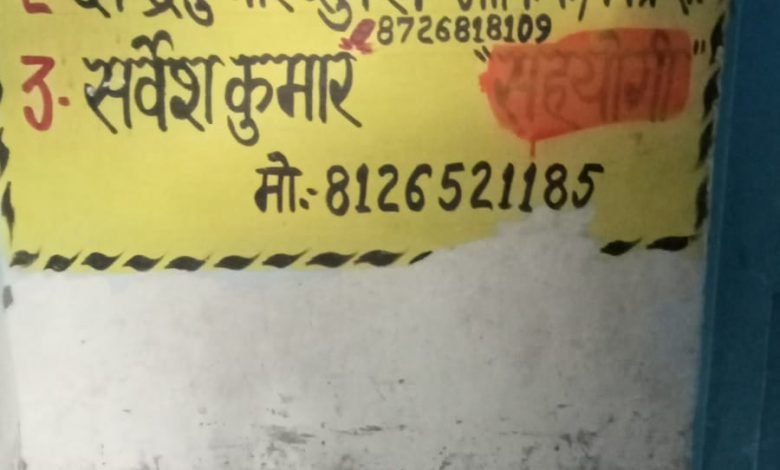 8726818109
3. सर्वेश कुमार "सहयोगी"
मो:- 8126521185